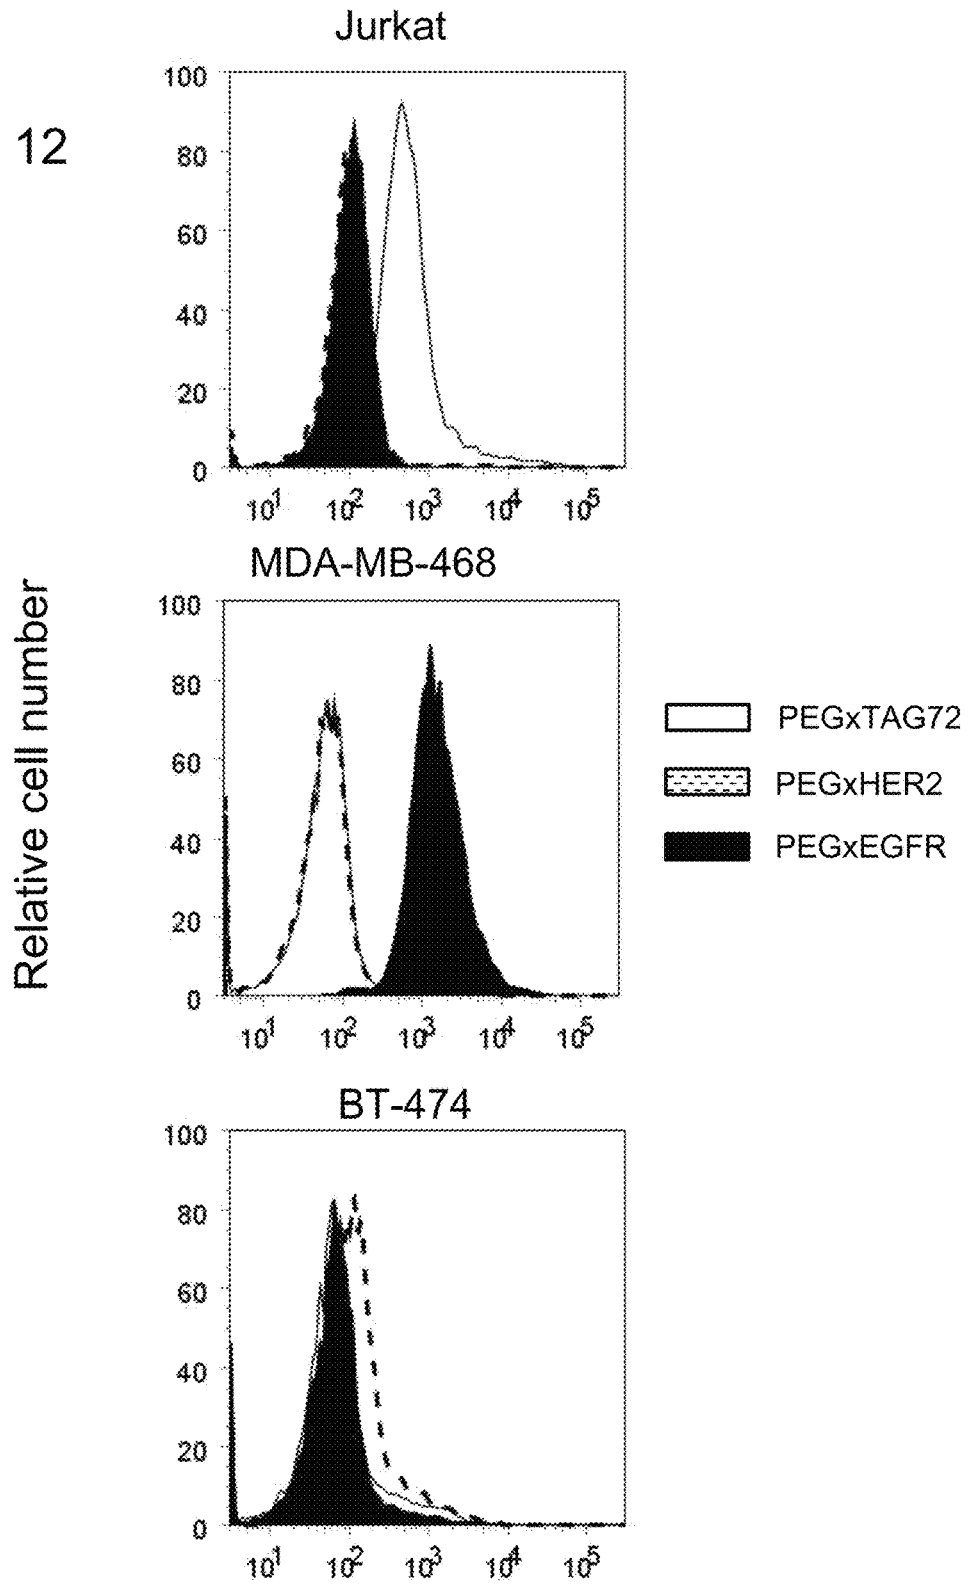 Jurkat
12
100
80
60
40
20
0
10¹ 10² 10³ 10⁴ 10⁵
MDA-MB-468
Relative cell number
100
80
60
40
20
0
10¹ 10² 10³ 10⁴ 10⁵
PEGxTAG72
PEGxHER2
PEGxEGFR
BT-474
100
80
60
40
20
0
10¹ 10² 10³ 10⁴ 10⁵